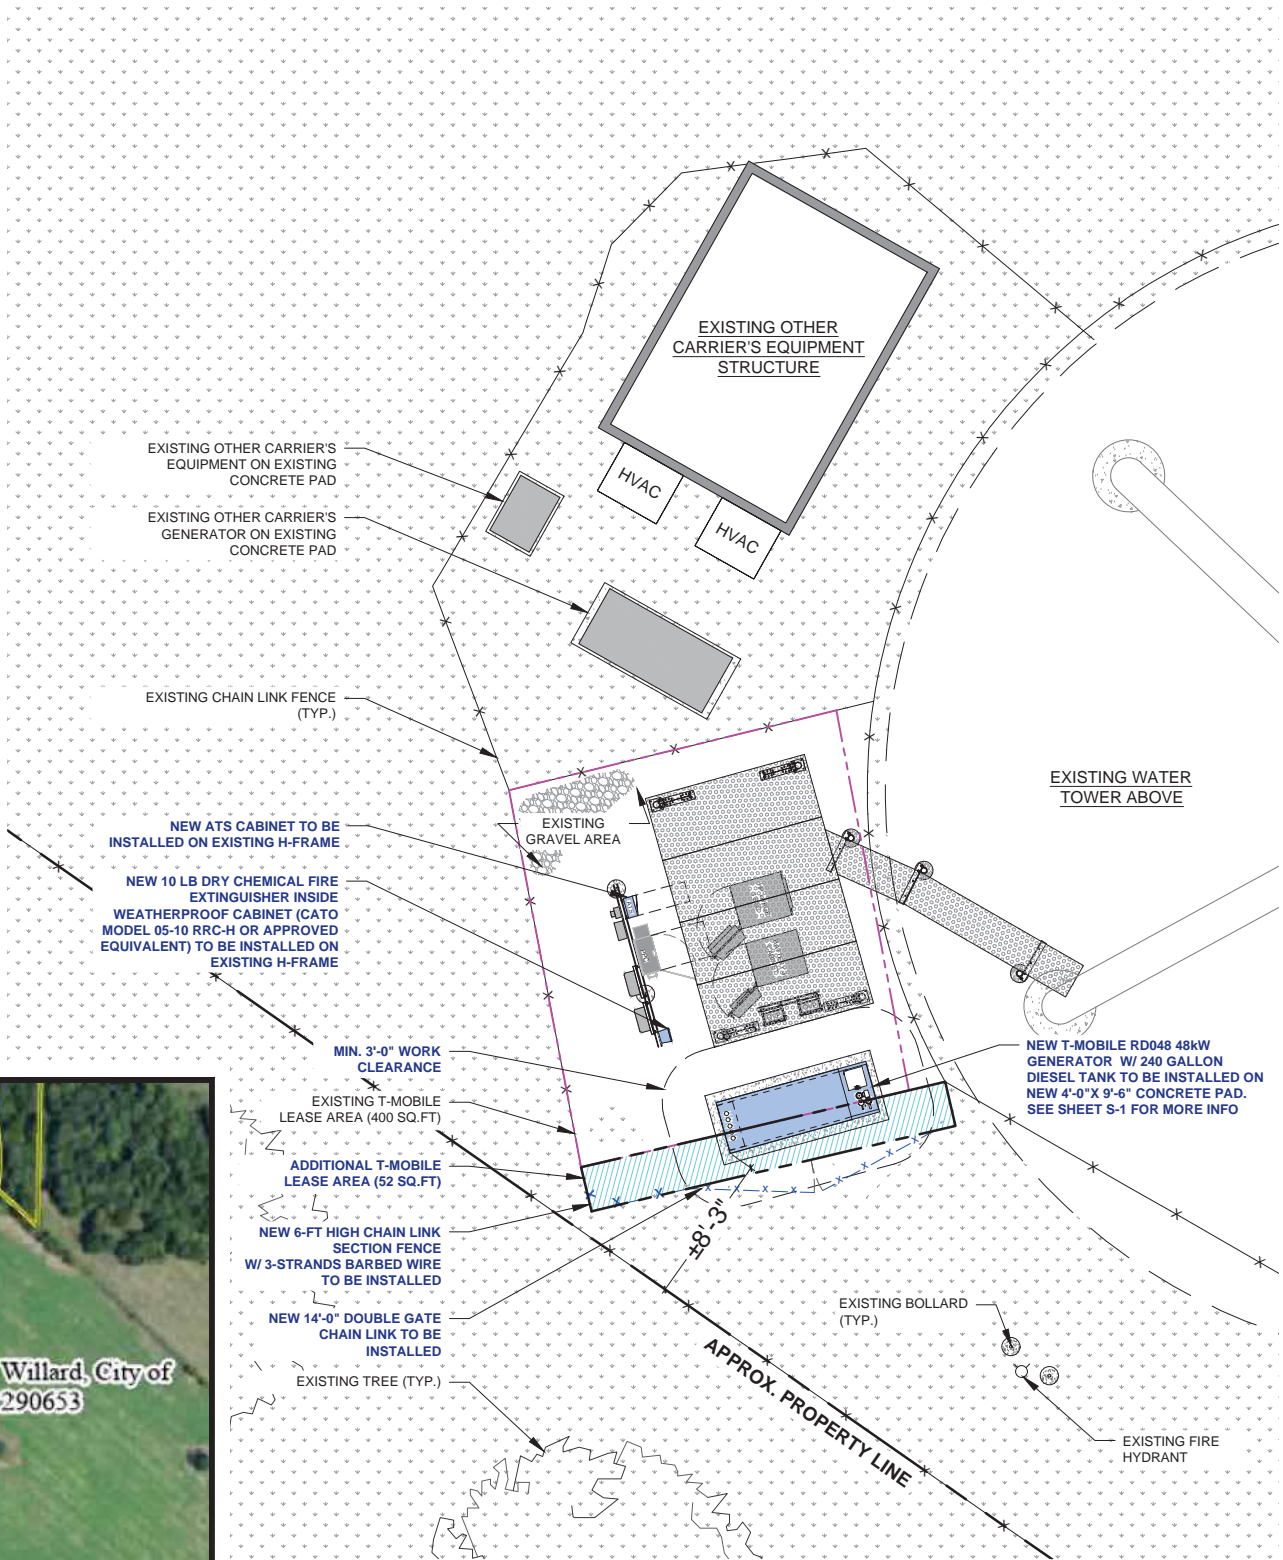 EXISTING OTHER
CARRIER'S EQUIPMENT
STRUCTURE
EXISTING OTHER CARRIER'S
EQUIPMENT ON EXISTING
CONCRETE PAD
HVAC
HVAC
EXISTING OTHER CARRIER'S
GENERATOR ON EXISTING
CONCRETE PAD
EXISTING CHAIN LINK FENCE
(TYP.)
EXISTING WATER
TOWER ABOVE
EXISTING
GRAVEL AREA
NEW ATS CABINET TO BE
INSTALLED ON EXISTING H-FRAME
NEW 10 LB DRY CHEMICAL FIRE
EXTINGUISHER INSIDE
WEATHERPROOF CABINET (CATO
MODEL 05-10 RRC-H OR APPROVED
EQUIVALENT) TO BE INSTALLED ON
EXISTING H-FRAME
MIN. 3'-0" WORK
CLEARANCE
NEW T-MOBILE RD048 48kW
GENERATOR W/ 240 GALLON
DIESEL TANK TO BE INSTALLED ON
NEW 4'-0"X 9'-6" CONCRETE PAD.
SEE SHEET S-1 FOR MORE INFO
EXISTING T-MOBILE
LEASE AREA (400 SQ.FT)
ADDITIONAL T-MOBILE
LEASE AREA (52 SQ.FT)
±8'-3"
NEW 6-FT HIGH CHAIN LINK
SECTION FENCE
W/ 3-STRANDS BARBED WIRE
TO BE INSTALLED
NEW 14'-0" DOUBLE GATE
CHAIN LINK TO BE
INSTALLED
EXISTING BOLLARD
(TYP.)
EXISTING TREE (TYP.)
APPROX. PROPERTY LINE
EXISTING FIRE
HYDRANT
Willard, City of
290653